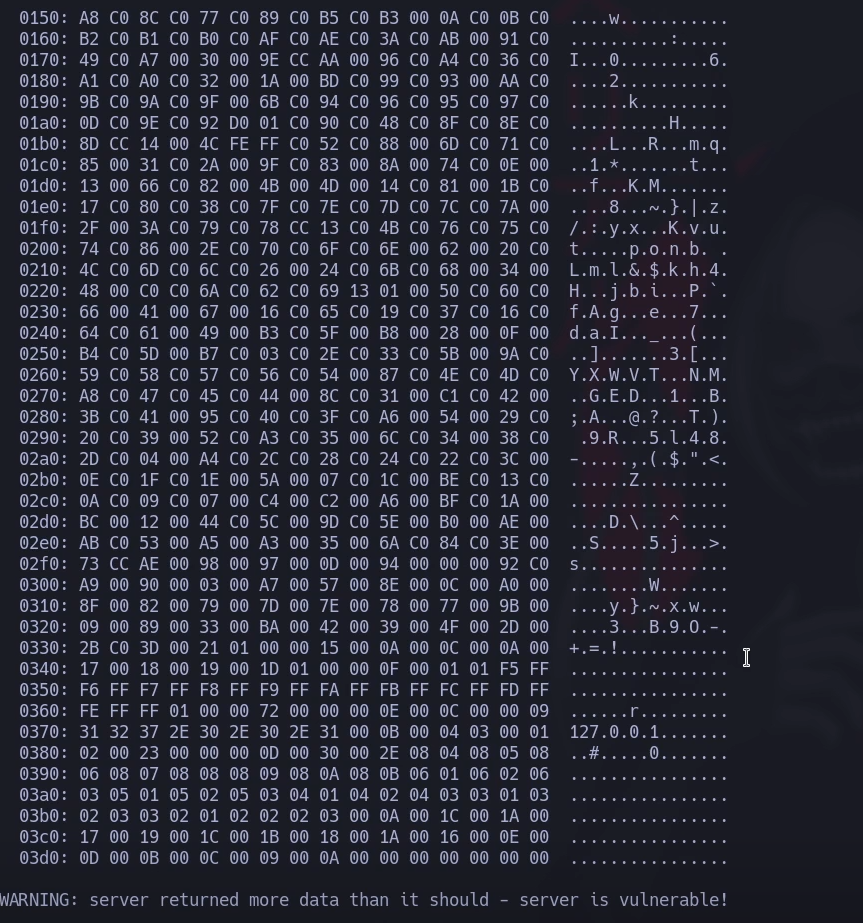 0150: A8 C0 8C C0 77 C0 89 C0 B5 C0 B3 00 0A C0 0B C0  ....w...........
0160: B2 C0 B1 C0 B0 C0 AF C0 AE C0 3A C0 AB 00 91 C0  ..........:.....
0170: 49 C0 A7 00 30 00 9E CC AA 00 96 C0 A4 C0 36 C0  I...0.........6.
0180: A1 C0 A0 C0 32 00 1A 00 BD C0 99 C0 93 00 AA C0  ....2...........
0190: 9B C0 9A C0 9F 00 6B C0 94 C0 96 C0 95 C0 97 C0  ......k.........
01a0: 0D C0 9E C0 92 D0 01 C0 90 C0 48 C0 8F C0 8E C0  ..........H.....
01b0: 8D CC 14 00 4C FE FF C0 52 C0 88 00 6D C0 71 C0  ....L...R...m.q.
01c0: 85 00 31 C0 2A 00 9F C0 83 00 8A 00 74 C0 0E 00  ..1.*.......t...
01d0: 13 00 66 C0 82 00 4B 00 4D 00 14 C0 81 00 1B C0  ..f...K.M.......
01e0: 17 C0 80 C0 38 C0 7F C0 7E C0 7D C0 7C C0 7A 00  ....8...~.}.|.z.
01f0: 2F 00 3A C0 79 C0 78 CC 13 C0 4B C0 76 C0 75 C0  /.:.y.x...K.v.u.
0200: 74 C0 86 00 2E C0 70 C0 6F C0 6E 00 62 00 20 C0  t.....p.o.n.b. .
0210: 4C C0 6D C0 6C C0 26 00 24 C0 6B C0 68 00 34 00  L.m.l.&.$.k.h.4.
0220: 48 00 C0 C0 6A C0 62 C0 69 13 01 00 50 C0 60 C0  H...j.b.i...P.`.
0230: 66 00 41 00 67 00 16 C0 65 C0 19 C0 37 C0 16 C0  f.A.g...e...7...
0240: 64 C0 61 00 49 00 B3 C0 5F 00 B8 00 28 00 0F 00  d.a.I..._...(...
0250: B4 C0 5D 00 B7 C0 03 C0 2E C0 33 C0 5B 00 9A C0  ..].......3.[...
0260: 59 C0 58 C0 57 C0 56 C0 54 00 87 C0 4E C0 4D C0  Y.X.W.V.T...N.M.
0270: A8 C0 47 C0 45 C0 44 00 8C C0 31 00 C1 C0 42 00  ..G.E.D...1...B.
0280: 3B C0 41 00 95 C0 40 C0 3F C0 A6 00 54 00 29 C0  ;.A...@.?...T.).
0290: 20 C0 39 00 52 C0 A3 C0 35 00 6C C0 34 00 38 C0   .9.R...5.l.4.8.
02a0: 2D C0 04 00 A4 C0 2C C0 28 C0 24 C0 22 C0 3C 00  -.....,.(.$.".<.
02b0: 0E C0 1F C0 1E 00 5A 00 07 C0 1C 00 BE C0 13 C0  ......Z.........
02c0: 0A C0 09 C0 07 00 C4 00 C2 00 A6 00 BF C0 1A 00  ................
02d0: BC 00 12 00 44 C0 5C 00 9D C0 5E 00 B0 00 AE 00  ....D.\...^.....
02e0: AB C0 53 00 A5 00 A3 00 35 00 6A C0 84 C0 3E 00  ..S.....5.j...>.
02f0: 73 CC AE 00 98 00 97 00 0D 00 94 00 00 00 92 C0  s...............
0300: A9 00 90 00 03 00 A7 00 57 00 8E 00 0C 00 A0 00  ........W.......
0310: 8F 00 82 00 79 00 7D 00 7E 00 78 00 77 00 9B 00  ....y.}.~.x.w...
0320: 09 00 89 00 33 00 BA 00 42 00 39 00 4F 00 2D 00  ....3...B.9.O.-.
0330: 2B C0 3D 00 21 01 00 00 15 00 0A 00 0C 00 0A 00  +.=.!...........
0340: 17 00 18 00 19 00 1D 01 00 00 0F 00 01 01 F5 FF  ................
0350: F6 FF F7 FF F8 FF F9 FF FA FF FB FF FC FF FD FF  ................
0360: FE FF FF 01 00 00 72 00 00 00 0E 00 0C 00 00 09  ......r.........
0370: 31 32 37 2E 30 2E 30 2E 31 00 0B 00 04 03 00 01  127.0.0.1.......
0380: 02 00 23 00 00 00 0D 00 30 00 2E 08 04 08 05 08  ..#.....0.......
0390: 06 08 07 08 08 08 09 08 0A 08 0B 06 01 06 02 06  ................
03a0: 03 05 01 05 02 05 03 04 01 04 02 04 03 03 01 03  ................
03b0: 02 03 03 02 01 02 02 02 03 00 0A 00 1C 00 1A 00  ................
03c0: 17 00 19 00 1C 00 1B 00 18 00 1A 00 16 00 0E 00  ................
03d0: 0D 00 0B 00 0C 00 09 00 0A 00 00 00 00 00 00 00  ................
WARNING: server returned more data than it should - server is vulnerable!